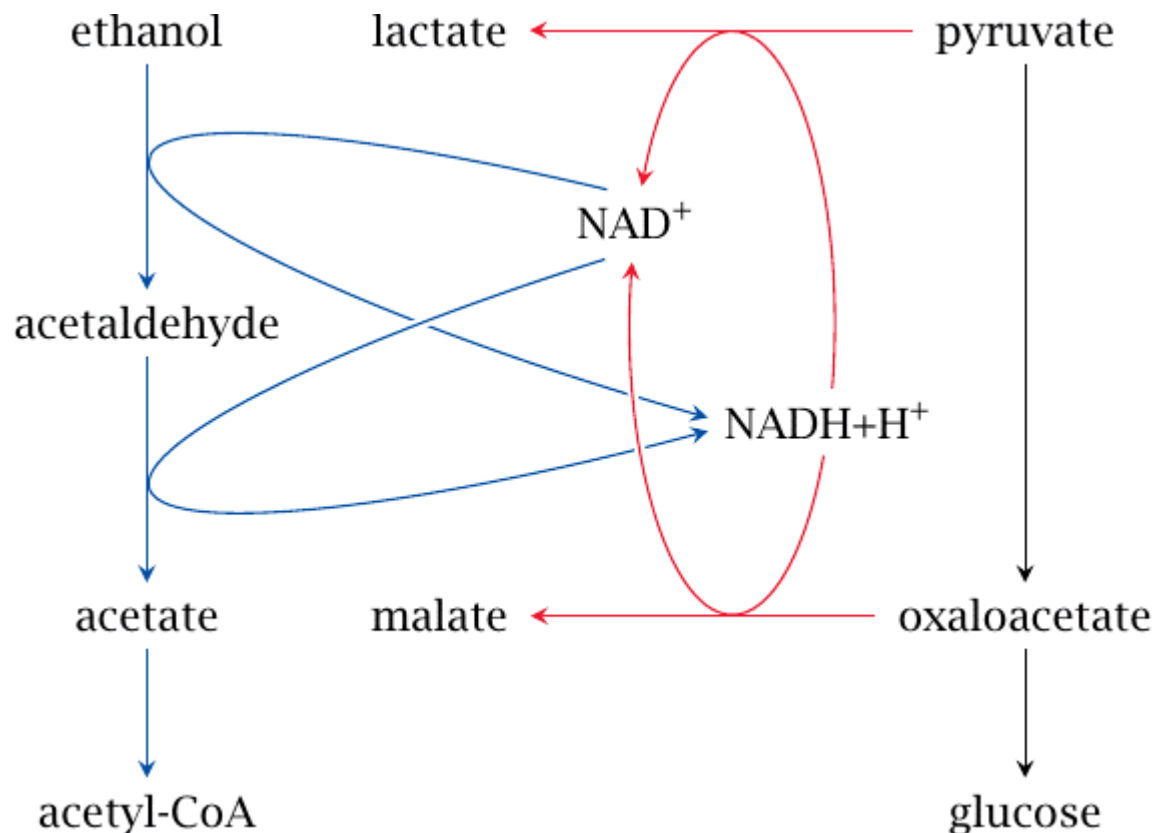 ethanol
lactate
pyruvate
NAD⁺
acetaldehyde
NADH+H⁺
acetate
malate
oxaloacetate
acetyl-CoA
glucose